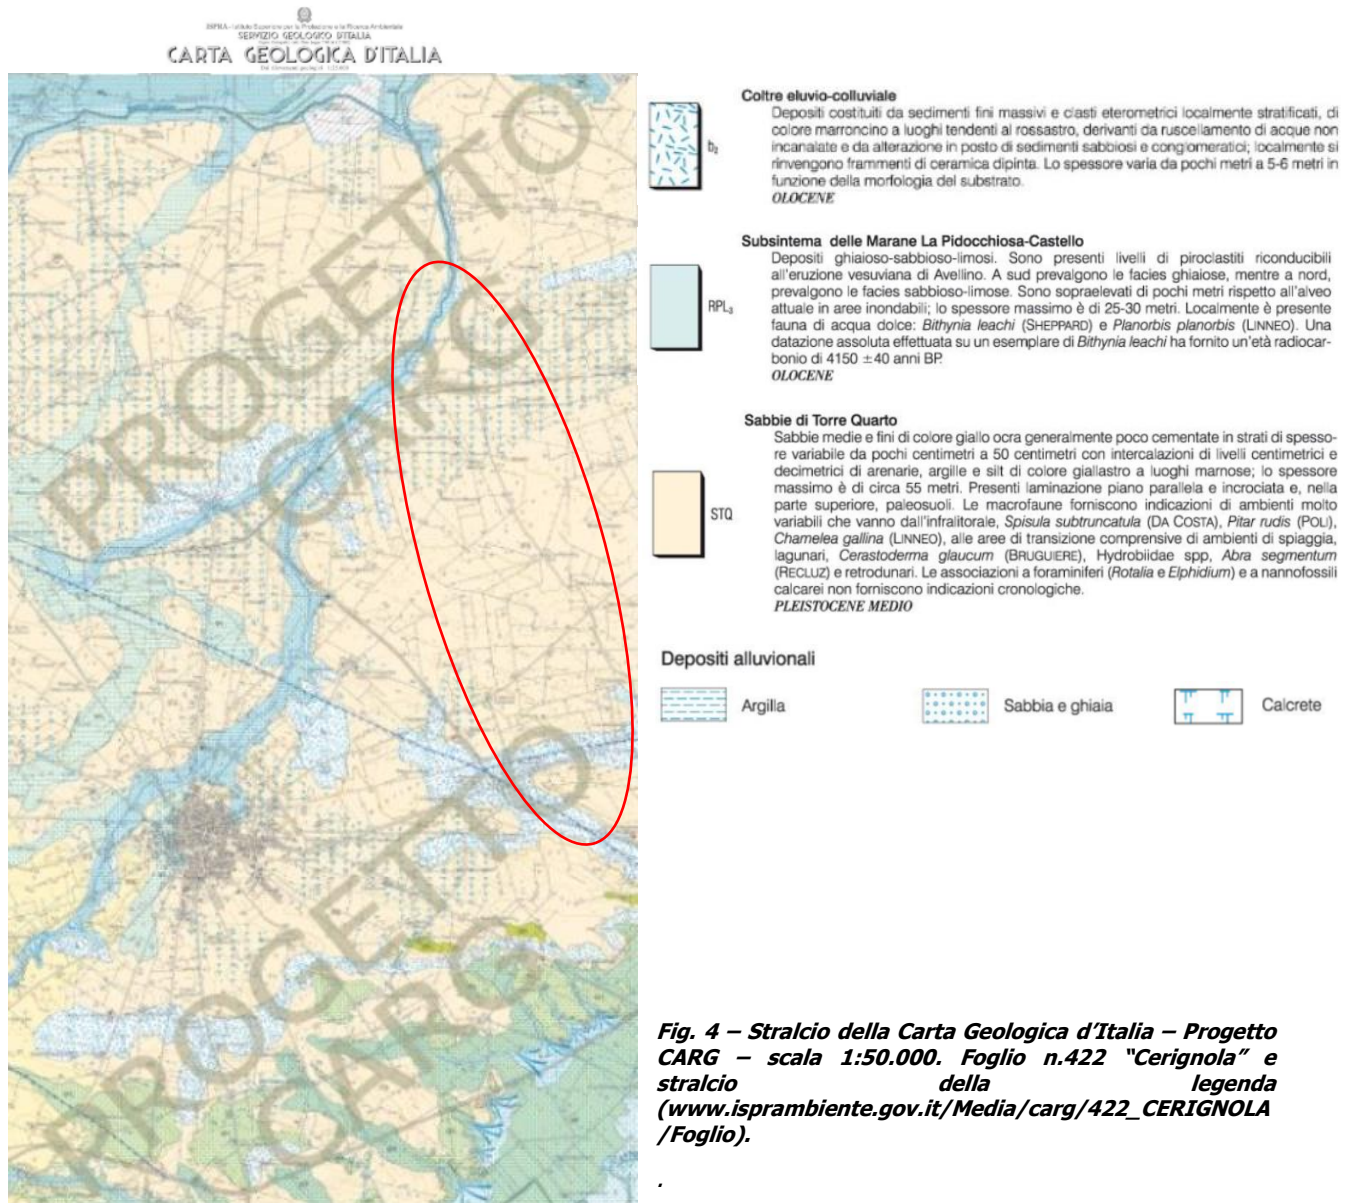 ISPRA - Istituto Superiore per la Protezione e la Ricerca Ambientale
SERVIZIO GEOLOGICO D'ITALIA
CARTA GEOLOGICA D'ITALIA
PROGETTO
CARG
PROGETTO
CARG
b₂
Coltre eluvio-colluviale
Depositi costituiti da sedimenti fini massivi e clasti eterometrici localmente stratificati, di
colore marroncino a luoghi tendenti al rossastro, derivanti da ruscellamento di acque non
incanalate e da alterazione in posto di sedimenti sabbiosi e conglomeratici; localmente si
rinvengono frammenti di ceramica dipinta. Lo spessore varia da pochi metri a 5-6 metri in
funzione della morfologia del substrato.
OLOCENE
RPL₃
Subsintema delle Marane La Pidocchiosa-Castello
Depositi ghiaioso-sabbioso-limosi. Sono presenti livelli di piroclastiti riconducibili
all'eruzione vesuviana di Avellino. A sud prevalgono le facies ghiaiose, mentre a nord,
prevalgono le facies sabbioso-limose. Sono sopraelevati di pochi metri rispetto all'alveo
attuale in aree inondabili; lo spessore massimo è di 25-30 metri. Localmente è presente
fauna di acqua dolce: Bithynia leachi (SHEPPARD) e Planorbis planorbis (LINNEO). Una
datazione assoluta effettuata su un esemplare di Bithynia leachi ha fornito un'età radiocar-
bonio di 4150 ±40 anni BP.
OLOCENE
STQ
Sabbie di Torre Quarto
Sabbie medie e fini di colore giallo ocra generalmente poco cementate in strati di spesso-
re variabile da pochi centimetri a 50 centimetri con intercalazioni di livelli centimetrici e
decimetrici di arenarie, argille e silt di colore giallastro a luoghi marnose; lo spessore
massimo è di circa 55 metri. Presenti laminazione piano parallela e incrociata e, nella
parte superiore, paleosuoli. Le macrofaune forniscono indicazioni di ambienti molto
variabili che vanno dall'infralitorale, Spisula subtruncatula (DA COSTA), Pitar rudis (POLI),
Chamelea gallina (LINNEO), alle aree di transizione comprensive di ambienti di spiaggia,
lagunari, Cerastoderma glaucum (BRUGUIERE), Hydrobiidae spp, Abra segmentum
(RECLUZ) e retrodunari. Le associazioni a foraminiferi (Rotalia e Elphidium) e a nannofossili
calcarei non forniscono indicazioni cronologiche.
PLEISTOCENE MEDIO
Depositi alluvionali
Argilla
Sabbia e ghiaia
Calcrete
Fig. 4 – Stralcio della Carta Geologica d'Italia – Progetto
CARG – scala 1:50.000. Foglio n.422 "Cerignola" e
stralcio della legenda
(www.isprambiente.gov.it/Media/carg/422_CERIGNOLA
/Foglio).
.